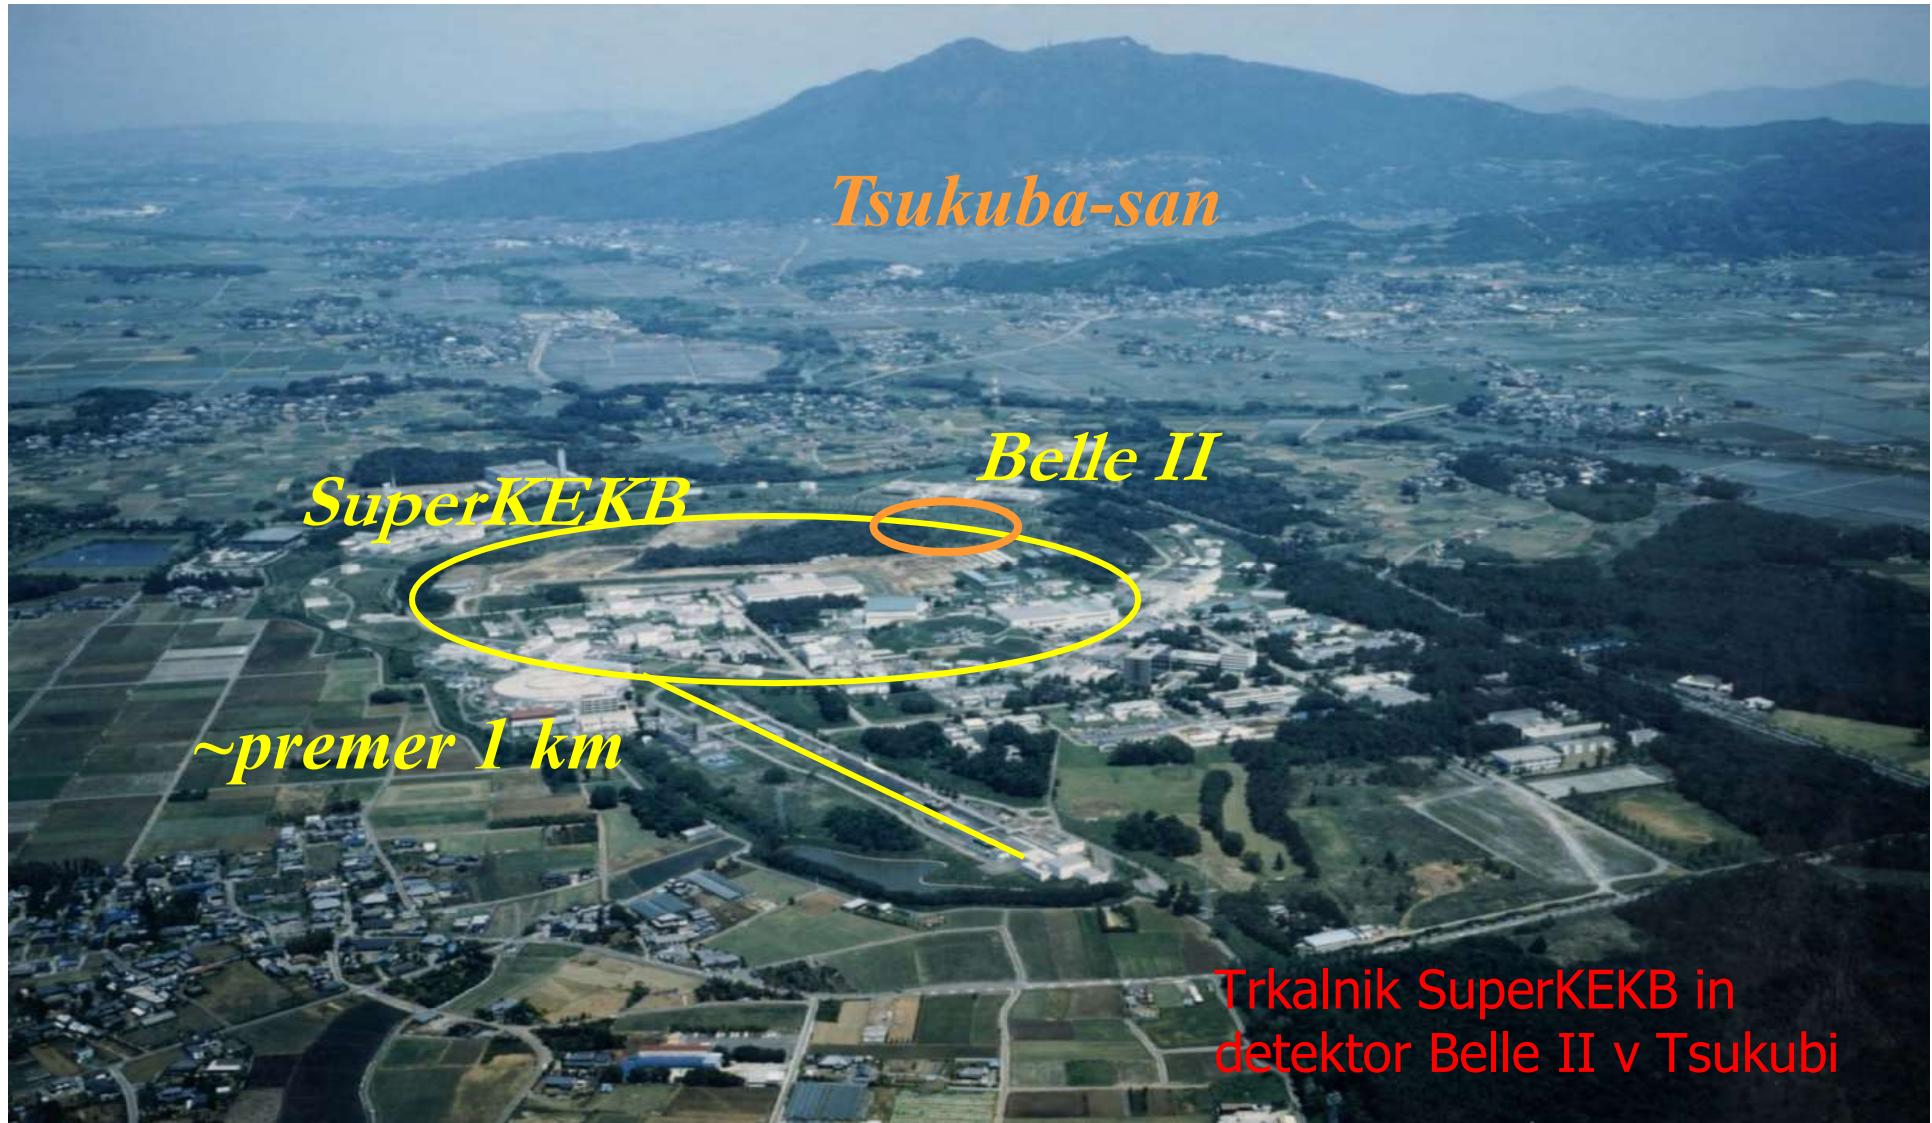 Tsukuba-san
Belle II
SuperKEKB
~premer 1 km
Trkalnik SuperKEKB in
detektor Belle II v Tsukubi